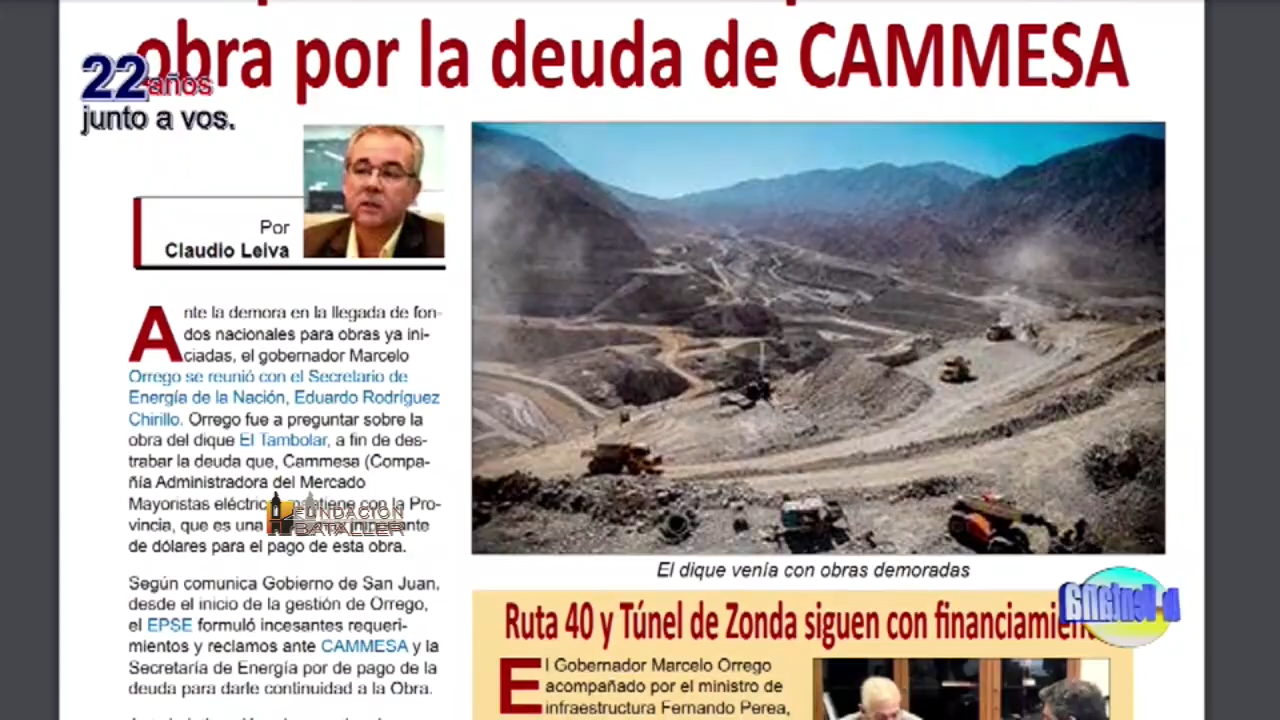 obra por la deuda de CAMMESA
22 años
junto a vos.
Por
Claudio Leiva
Ante la demora en la llegada de fon-
dos nacionales para obras ya ini-
ciadas, el gobernador Marcelo
Orrego se reunió con el Secretario de
Energía de la Nación, Eduardo Rodríguez
Chirillo. Orrego fue a preguntar sobre la
obra del dique El Tambolar, a fin de des-
trabar la deuda que, Cammesa (Compa-
ñía Administradora del Mercado
Mayoristas eléctric mantiene con la Pro-
vincia, que es una
de dólares para el pago de esta obra.
FUNDACION
BATALLER
Según comunica Gobierno de San Juan,
desde el inicio de la gestión de Orrego,
el EPSE formuló incesantes requeri-
mientos y reclamos ante CAMMESA y la
Secretaría de Energía por de pago de la
deuda para darle continuidad a la Obra.
El dique venía con obras demoradas
Ruta 40 y Túnel de Zonda siguen con financiamien
El Gobernador Marcelo Orrego
acompañado por el ministro de
infraestructura Fernando Perea,